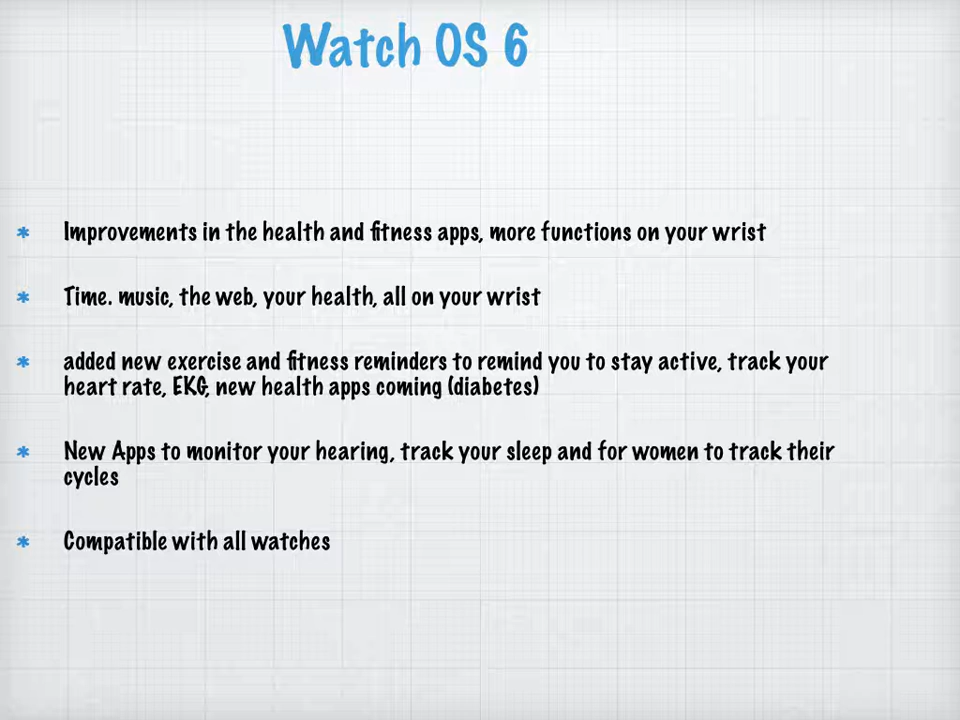 Watch OS 6
* Improvements in the health and fitness apps, more functions on your wrist
* Time. music, the web, your health, all on your wrist
* added new exercise and fitness reminders to remind you to stay active, track your
heart rate, EKG, new health apps coming (diabetes)
* New Apps to monitor your hearing, track your sleep and for women to track their
cycles
* Compatible with all watches